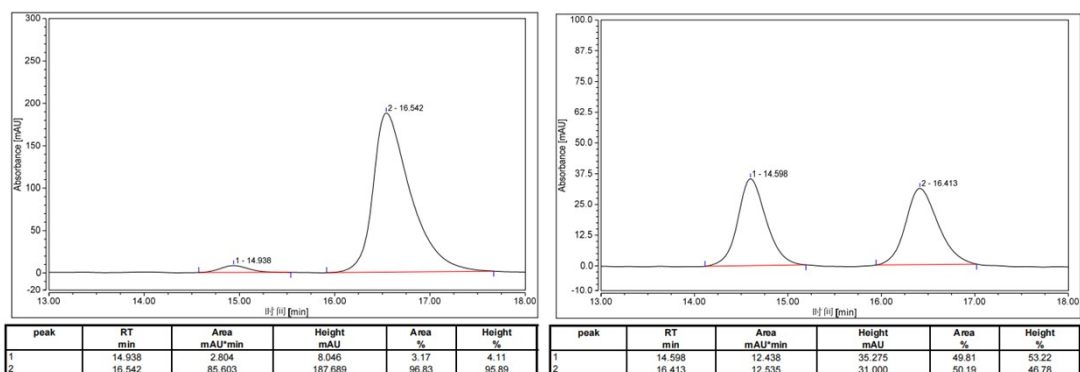 300
250
200
150
100
50
0
-20
Absorbance [mAU]
1 - 14.938
2 - 16.542
13.00 14.00 15.00 16.00 17.00 18.00
[min]
peak RT Area Height Area Height
min mAU*min mAU % %
1 14.938 2.804 8.046 3.17 4.11
2 16.542 85.603 187.689 96.83 95.89
100.0
87.5
75.0
62.5
50.0
37.5
25.0
12.5
0.0
-10.0
Absorbance [mAU]
1 - 14.598
2 - 16.413
13.00 14.00 15.00 16.00 17.00 18.00
[min]
peak RT Area Height Area Height
min mAU*min mAU % %
1 14.598 12.438 35.275 49.81 53.22
2 16.413 12.535 31.000 50.19 46.78